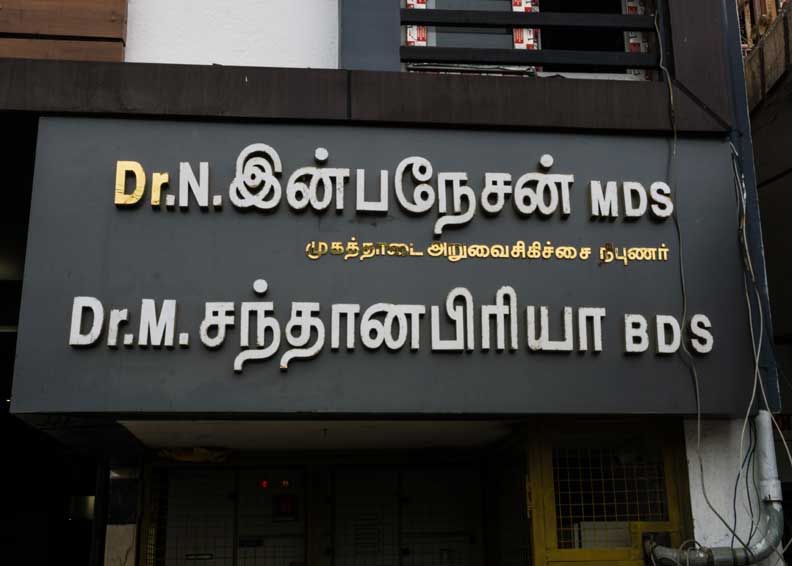 Dr.N.இன்பநேசன் MDS
முகத்தாடை அறுவைசிகிச்சை நிபுணர்
Dr.M.சந்தானபிரியா BDS